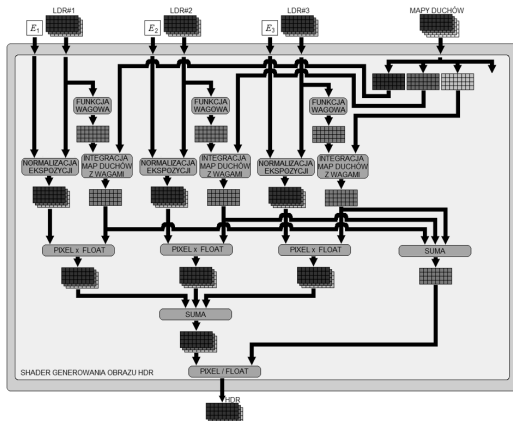 LDR#1
LDR#2
LDR#3
MAPY DUCHÓW
E1
E2
E3
FUNKCJA
WAGOWA
FUNKCJA
WAGOWA
FUNKCJA
WAGOWA
NORMALIZACJA
EKSPOZYCJI
INTEGRACJA
MAP DUCHÓW
Z WAGAMI
NORMALIZACJA
EKSPOZYCJI
INTEGRACJA
MAP DUCHÓW
Z WAGAMI
NORMALIZACJA
EKSPOZYCJI
INTEGRACJA
MAP DUCHÓW
Z WAGAMI
PIXEL x FLOAT
PIXEL x FLOAT
PIXEL x FLOAT
SUMA
SUMA
PIXEL / FLOAT
SHADER GENEROWANIA OBRAZU HDR
HDR